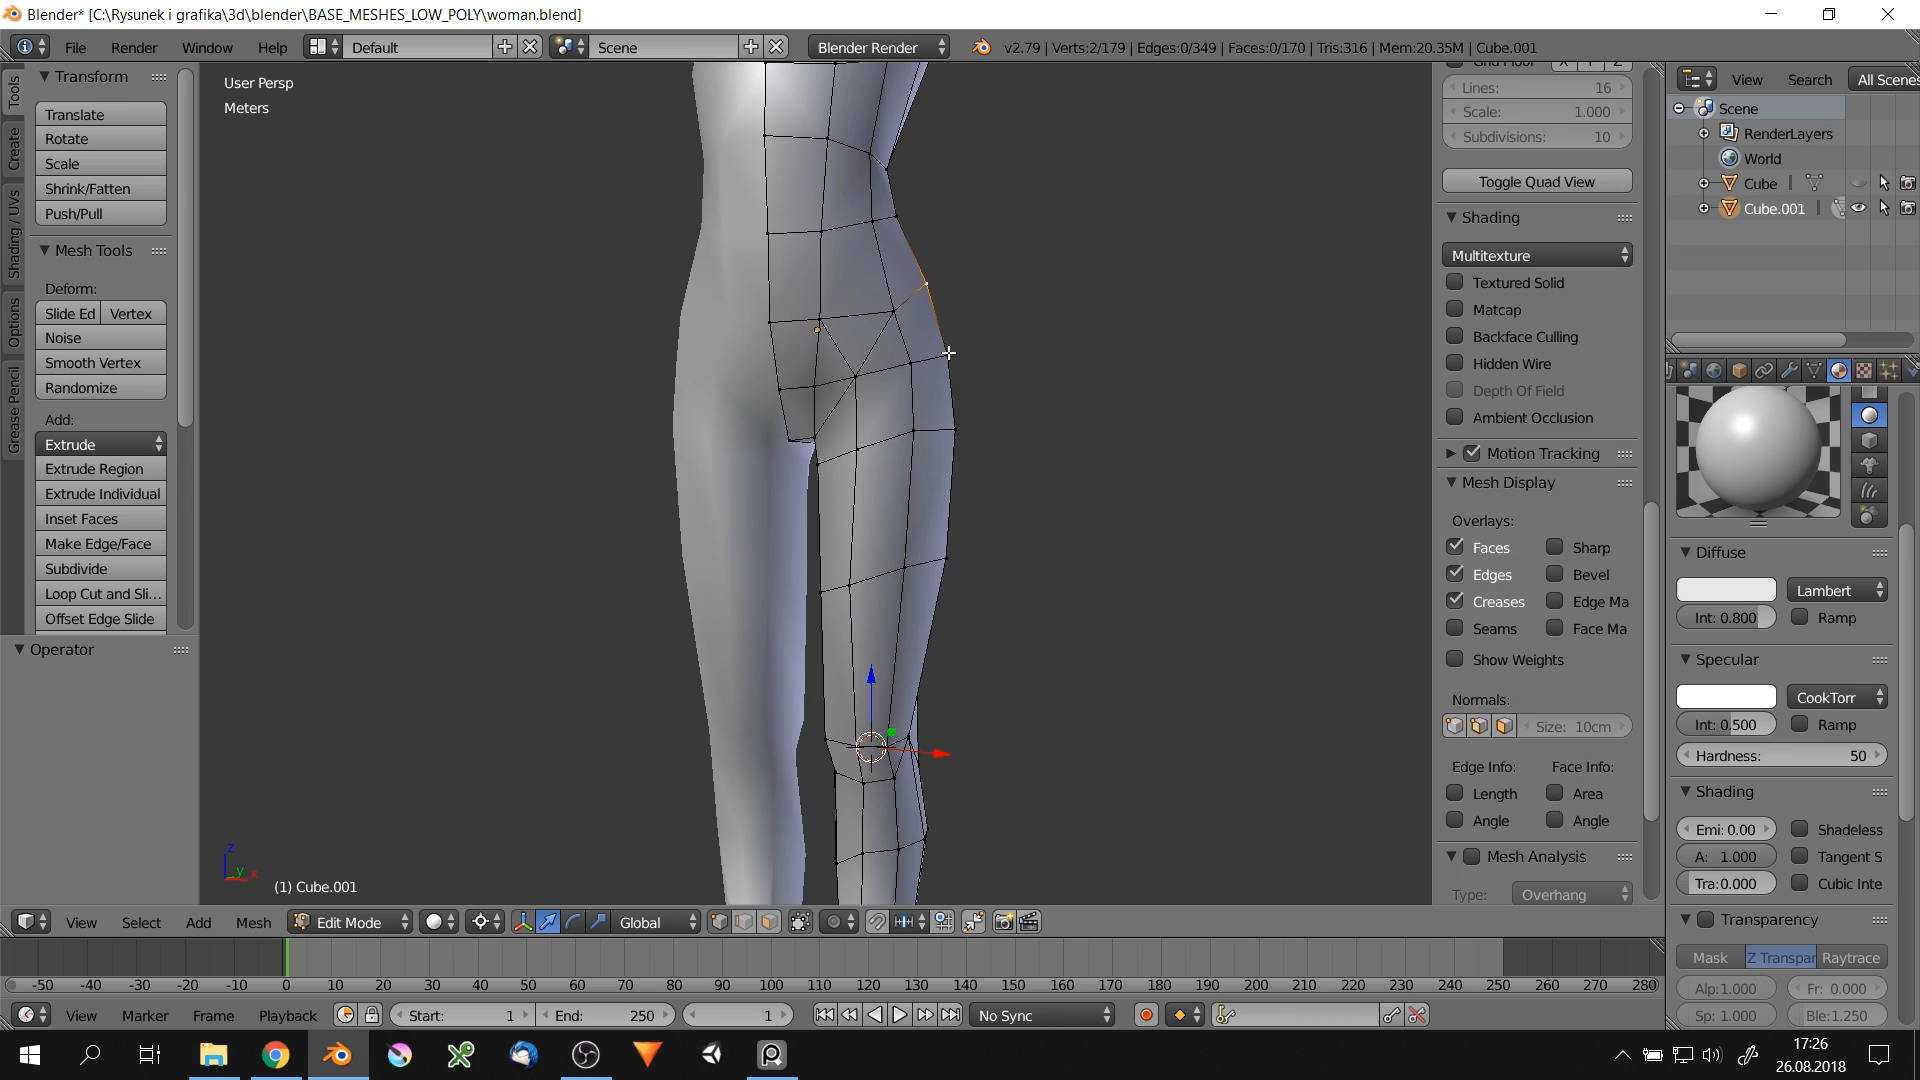 Blender* [C:\Rysunek i grafika\3d\blender\BASE_MESHES_LOW_POLY\woman.blend]
File Render Window Help Default Scene Blender Render v2.79 | Verts:2/179 | Edges:0/349 | Faces:0/170 | Tris:316 | Mem:20.35M | Cube.001
Tools
Create
Shading / UVs
Options
Grease Pencil
Transform
Translate
Rotate
Scale
Shrink/Fatten
Push/Pull
Mesh Tools
Deform:
Slide Ed Vertex
Noise
Smooth Vertex
Randomize
Add:
Extrude
Extrude Region
Extrude Individual
Inset Faces
Make Edge/Face
Subdivide
Loop Cut and Sli...
Offset Edge Slide
Operator
User Persp
Meters
z
y
x
(1) Cube.001
Grid Floor X Y Z
Lines: 16
Scale: 1.000
Subdivisions: 10
Toggle Quad View
Shading
Multitexture
Textured Solid
Matcap
Backface Culling
Hidden Wire
Depth Of Field
Ambient Occlusion
Motion Tracking
Mesh Display
Overlays:
Faces Sharp
Edges Bevel
Creases Edge Ma
Seams Face Ma
Show Weights
Normals:
Size: 10cm
Edge Info: Face Info:
Length Area
Angle Angle
Mesh Analysis
Type: Overhang
View Search All Scenes
Scene
RenderLayers
World
Cube
Cube.001
Diffuse
Lambert
Int: 0.800 Ramp
Specular
CookTorr
Int: 0.500 Ramp
Hardness: 50
Shading
Emi: 0.00 Shadeless
A: 1.000 Tangent S
Tra:0.000 Cubic Inte
Transparency
Mask Z Transpar Raytrace
Alp:1.000 Fr: 0.000
Sp: 1.000 Ble:1.250
View Select Add Mesh Edit Mode Global
-50 -40 -30 -20 -10 0 10 20 30 40 50 60 70 80 90 100 110 120 130 140 150 160 170 180 190 200 210 220 230 240 250 260 270 280
View Marker Frame Playback Start: 1 End: 250 1 No Sync
17:26
26.08.2018